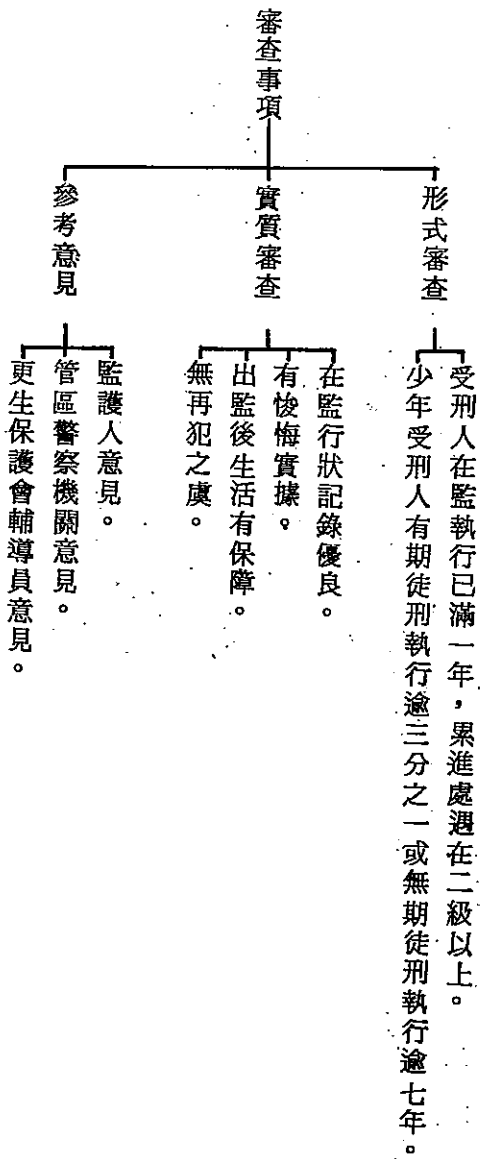 審查事項
形式審查
受刑人在監執行已滿一年，累進處遇在二級以上。
少年受刑人有期徒刑執行逾三分之一或無期徒刑執行逾七年。
實質審查
在監行狀記錄優良。
有悛悔實據。
出監後生活有保障。
無再犯之虞。
參考意見
監護人意見。
管區警察機關意見。
更生保護會輔導員意見。